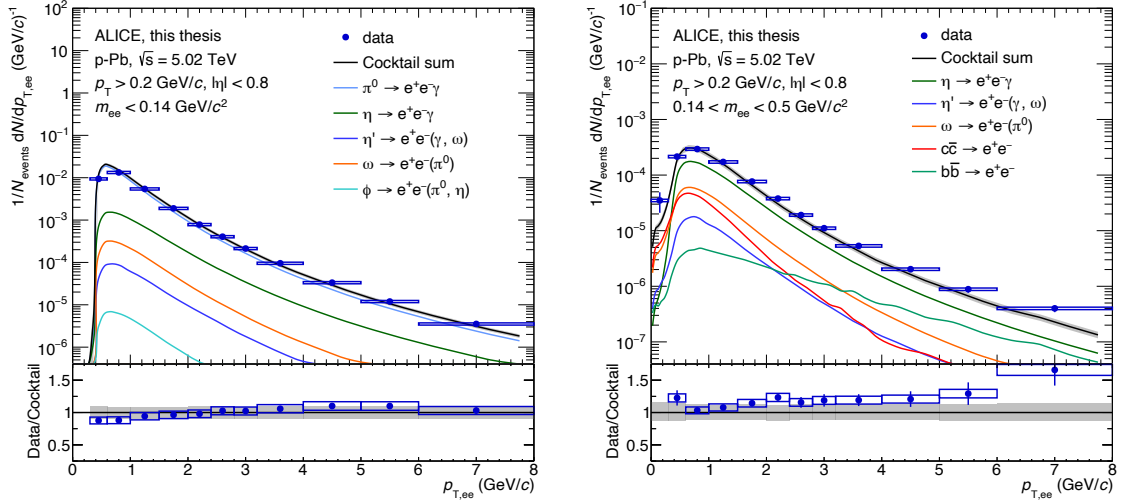 ALICE, this thesis
p-Pb, √s = 5.02 TeV
p_T > 0.2 GeV/c, |η| < 0.8
m_ee < 0.14 GeV/c²
data
Cocktail sum
π⁰ → e⁺e⁻γ
η → e⁺e⁻γ
η' → e⁺e⁻(γ, ω)
ω → e⁺e⁻(π⁰)
ϕ → e⁺e⁻(π⁰, η)
1/N_events dN/dp_T,ee (GeV/c)⁻¹
10²
10
1
10⁻¹
10⁻²
10⁻³
10⁻⁴
10⁻⁵
10⁻⁶
Data/Cocktail
1.5
1
0.5
0 1 2 3 4 5 6 7 8
p_T,ee (GeV/c)
ALICE, this thesis
p-Pb, √s = 5.02 TeV
p_T > 0.2 GeV/c, |η| < 0.8
0.14 < m_ee < 0.5 GeV/c²
data
Cocktail sum
η → e⁺e⁻γ
η' → e⁺e⁻(γ, ω)
ω → e⁺e⁻(π⁰)
cc̅ → e⁺e⁻
bb̅ → e⁺e⁻
1/N_events dN/dp_T,ee (GeV/c)⁻¹
10⁻¹
10⁻²
10⁻³
10⁻⁴
10⁻⁵
10⁻⁶
10⁻⁷
Data/Cocktail
1.5
1
0.5
0 1 2 3 4 5 6 7 8
p_T,ee (GeV/c)